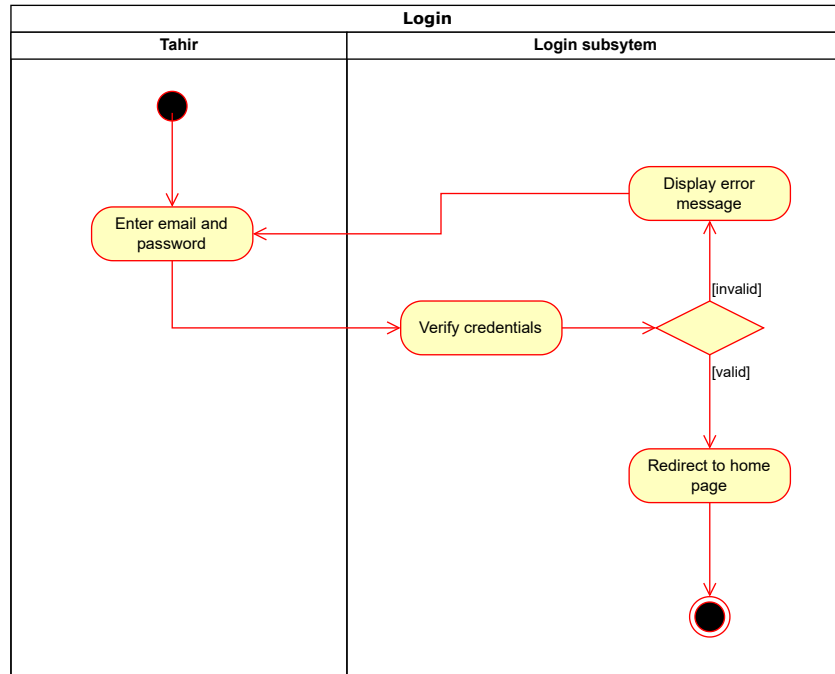 Login
Tahir
Login subsytem
Display error
message
Enter email and
password
[invalid]
Verify credentials
[valid]
Redirect to home
page